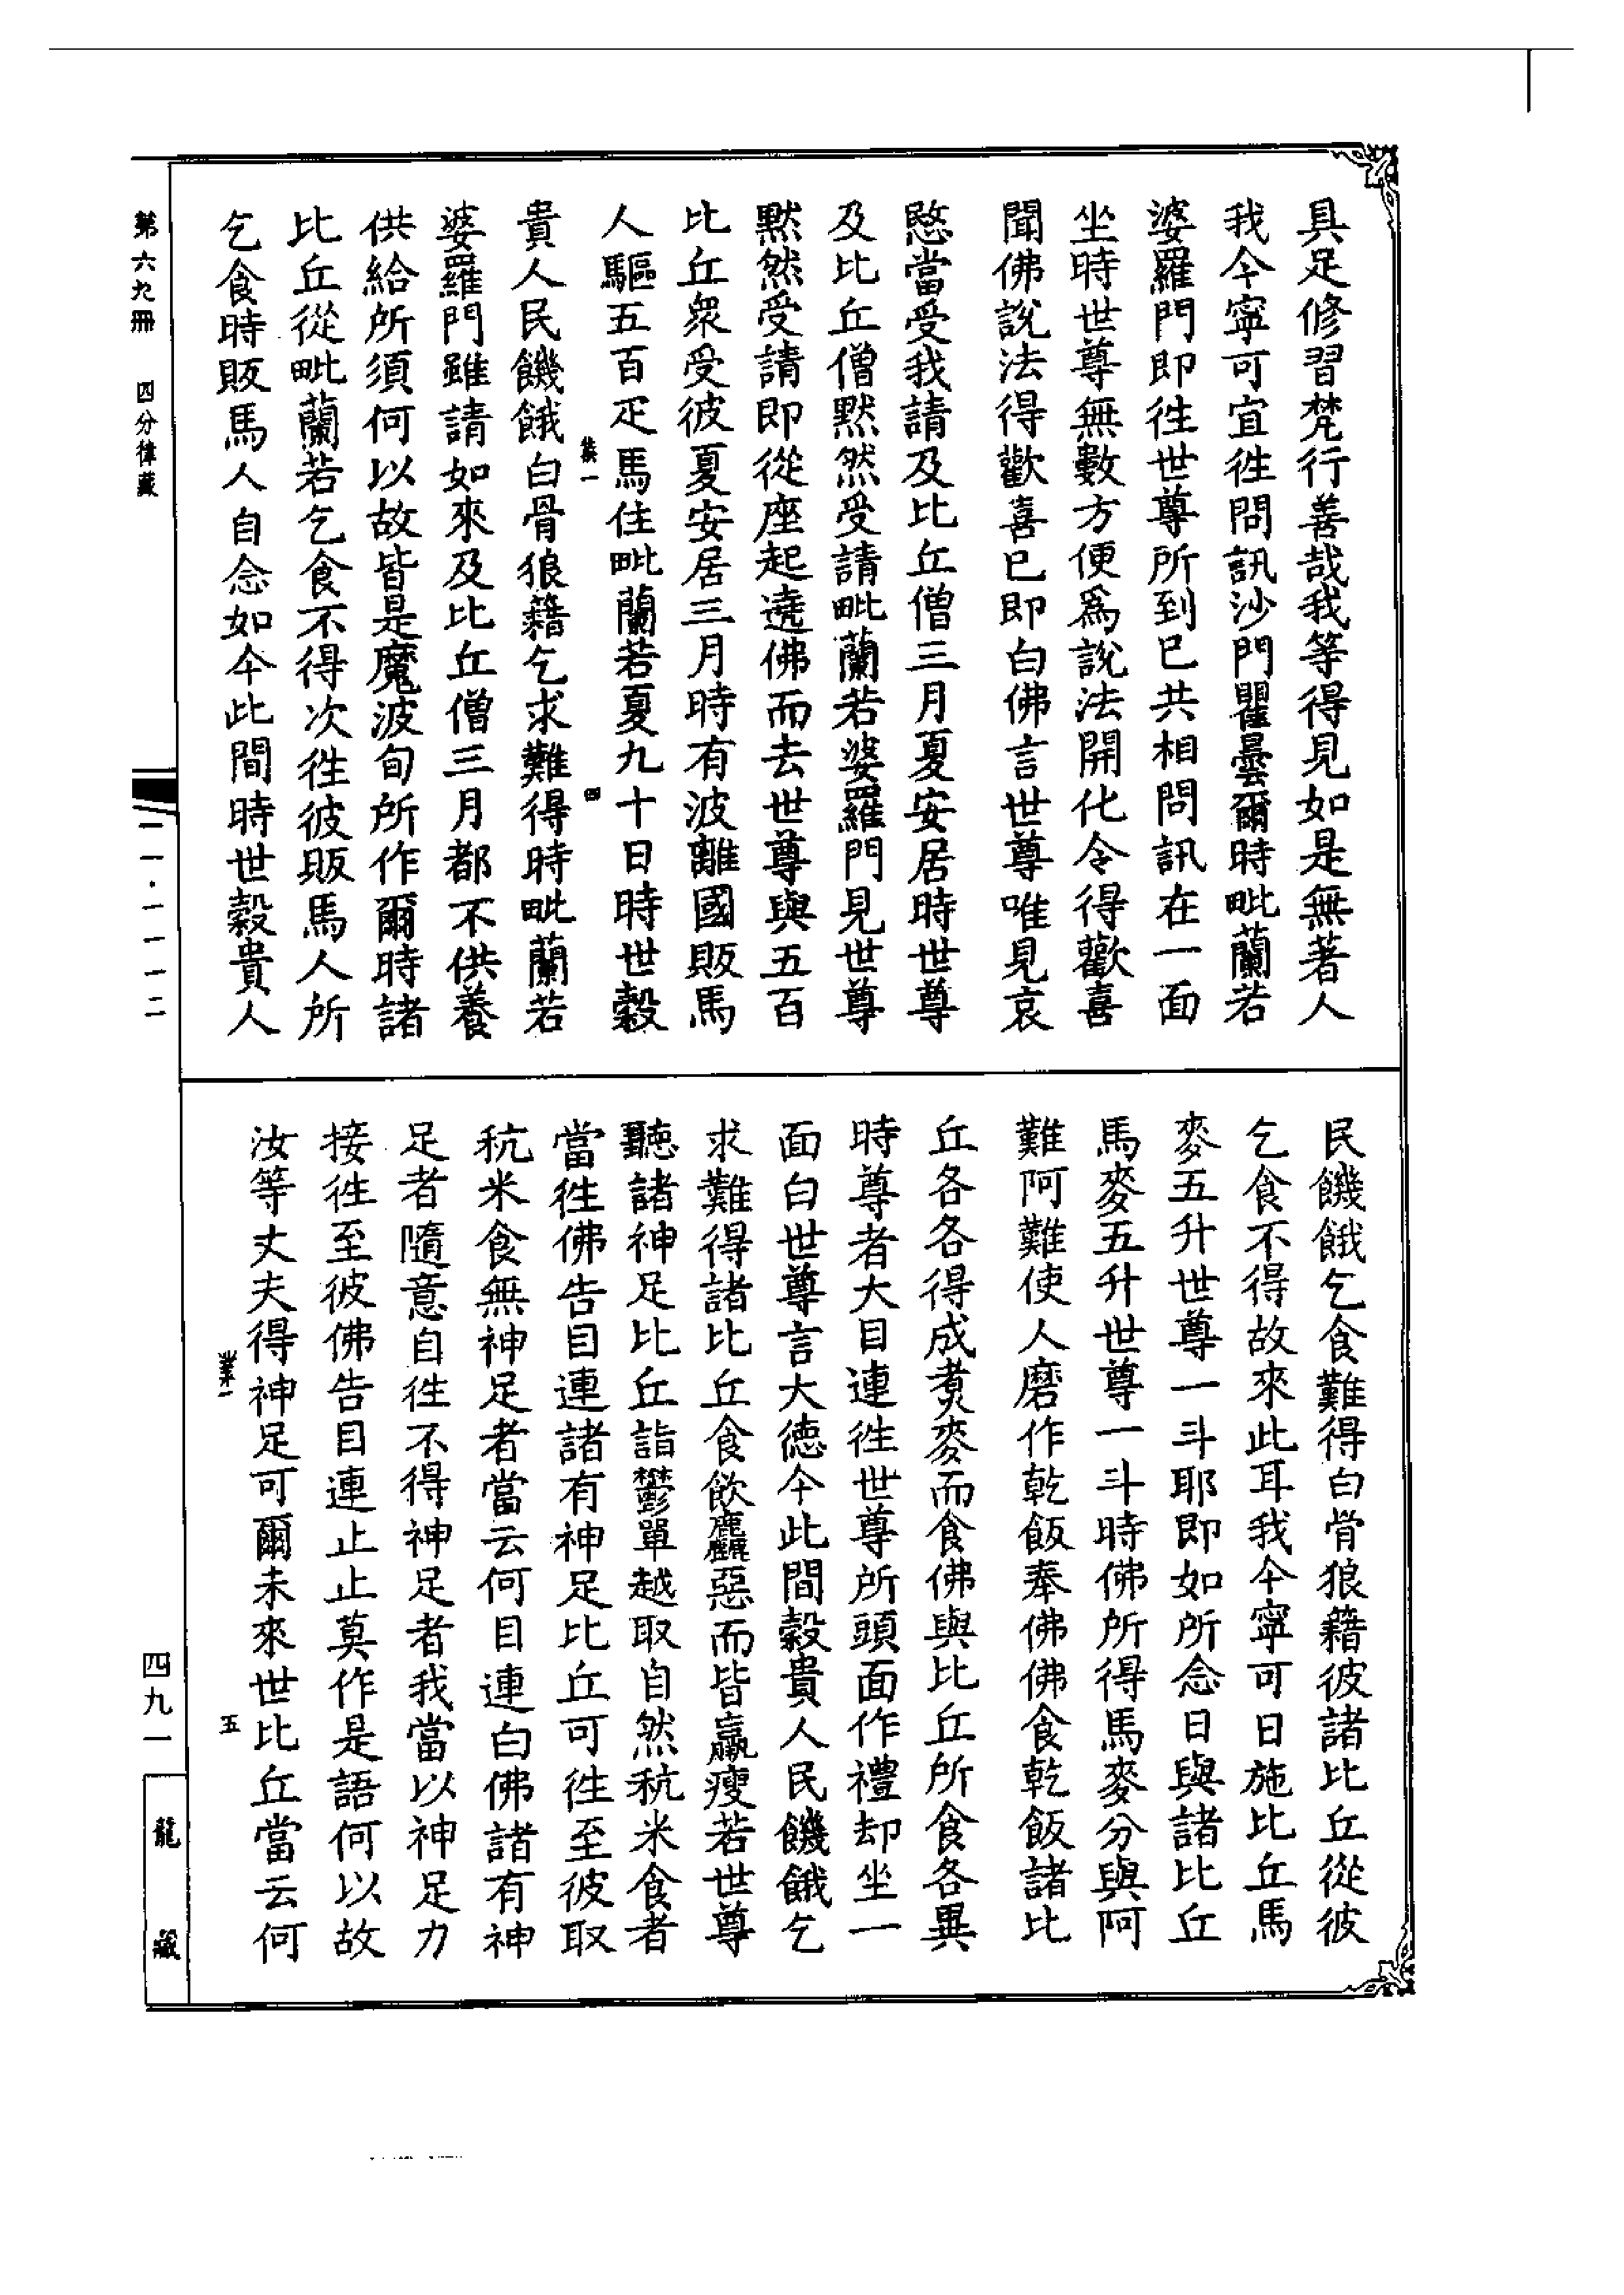 具足修習梵行善哉我等得見如是無著人
我今寧可宜徃問訊沙門瞿曇爾時毗蘭若
婆羅門即徃世尊所到已共相問訊在一面
坐時世尊無數方便爲說法開化令得歡喜
聞佛說法得歡喜已即白佛言世尊唯見哀
愍當受我請及比丘僧三月夏安居時世尊
及比丘僧默然受請毗蘭若婆羅門見世尊
默然受請即從座起遶佛而去世尊與五百
比丘衆受彼夏安居三月時有波離國販馬
人驅五百疋馬住毗蘭若夏九十日時世穀
業一 四
貴人民饑餓白骨狼籍乞求難得時毗蘭若
婆羅門雖請如來及比丘僧三月都不供養
供給所須何以故皆是魔波旬所作爾時諸
比丘從毗蘭若乞食不得次徃彼販馬人所
乞食時販馬人自念如今此間時世穀貴人
民饑餓乞食難得白骨狼籍彼諸比丘從彼
乞食不得故來此耳我今寧可日施比丘馬
麥五升世尊一斗耶即如所念日與諸比丘
馬麥五升世尊一斗時佛所得馬麥分與阿
難阿難使人磨作乾飯奉佛佛食乾飯諸比
丘各各得成煑麥而食佛與比丘所食各異
時尊者大目連徃世尊所頭面作禮却坐一
面白世尊言大德今此間穀貴人民饑餓乞
求難得諸比丘食飲麤惡而皆羸瘦若世尊
聽諸神足比丘詣鬱單越取自然秔米食者
當徃佛告目連諸有神足比丘可徃至彼取
秔米食無神足者當云何目連白佛諸有神
足者隨意自徃不得神足者我當以神足力
接徃至彼佛告目連止止莫作是語何以故
汝等丈夫得神足可爾未來世比丘當云何
業一 五
第六九冊 四分律藏
一一·一一一二
四九一
龍藏